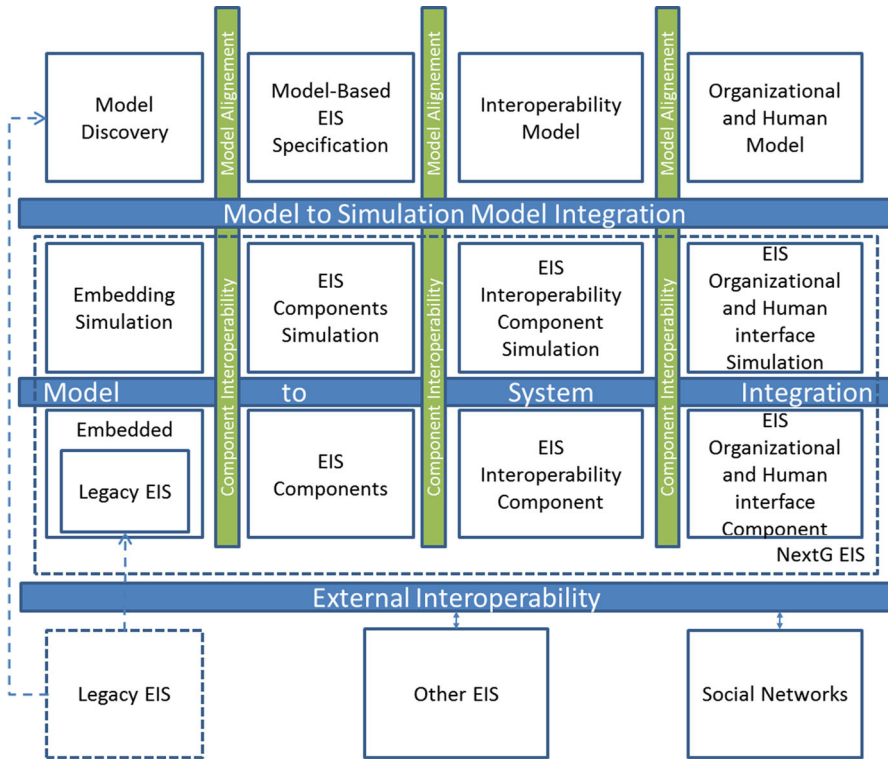 Model
Discovery
Model Alignement
Model-Based
EIS
Specification
Model Alignement
Interoperability
Model
Model Alignement
Organizational
and Human
Model
Model to Simulation Model Integration
Embedding
Simulation
Component Interoperability
EIS
Components
Simulation
Component Interoperability
EIS
Interoperability
Component
Simulation
Component Interoperability
EIS
Organizational
and Human
interface
Simulation
Model to System Integration
Embedded
Legacy EIS
EIS
Components
EIS
Interoperability
Component
EIS
Organizational
and Human
interface
Component
NextG EIS
External Interoperability
Legacy EIS
Other EIS
Social Networks